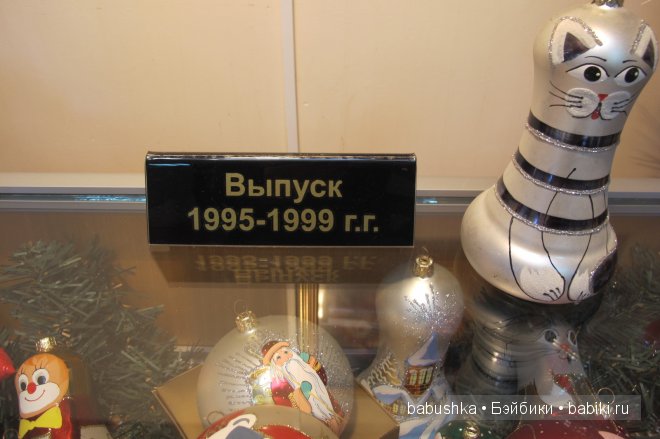 Выпуск
1995-1999 г.г.
babushka • Бэйбики • babiki.ru